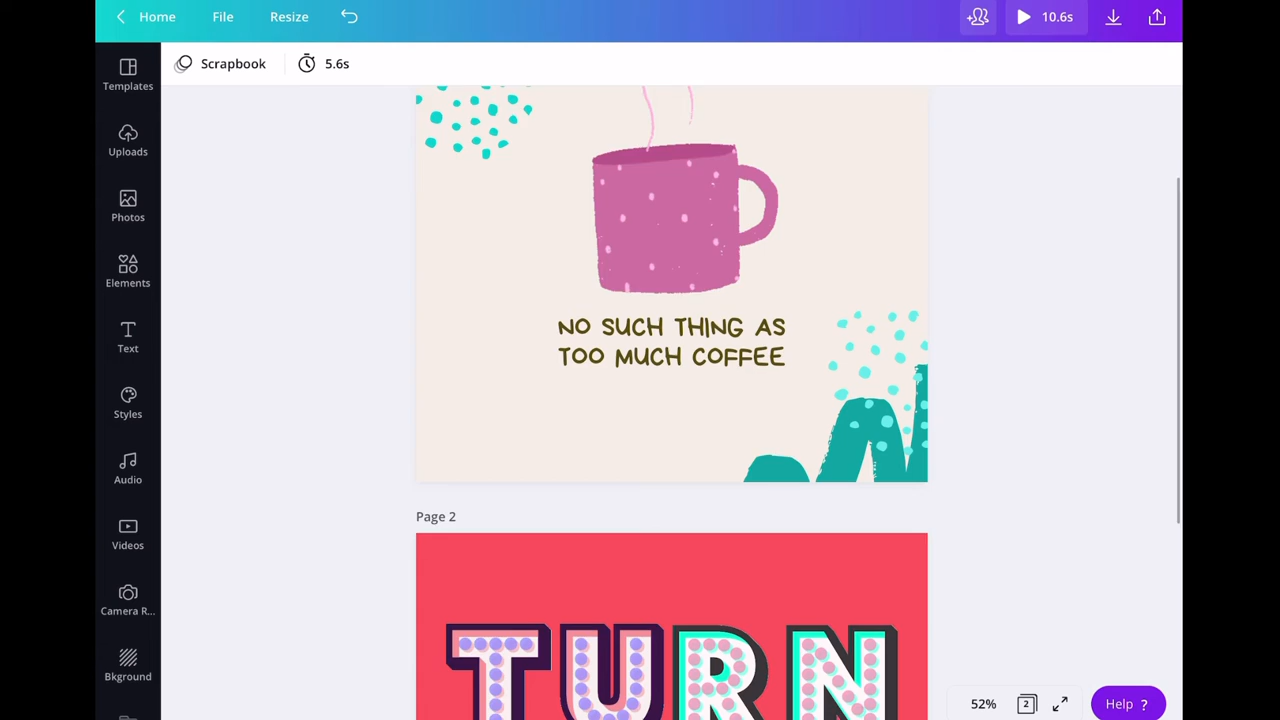 Home File Resize 10.6s
Scrapbook 5.6s
Templates
Uploads
Photos
Elements
Text
Styles
Audio
Videos
Camera R...
Bkground
NO SUCH THING AS
TOO MUCH COFFEE
Page 2
TURN
52% 2 Help ?